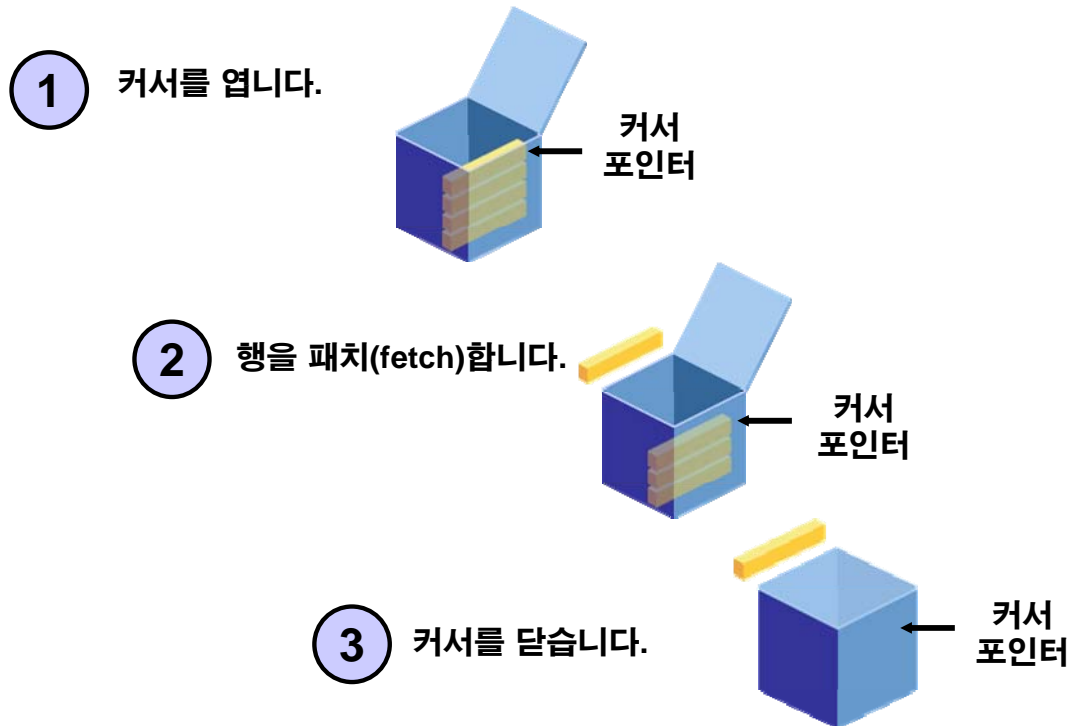 1
커서를 엽니다.
커서
포인터
2
행을 패치(fetch)합니다.
커서
포인터
3
커서를 닫습니다.
커서
포인터